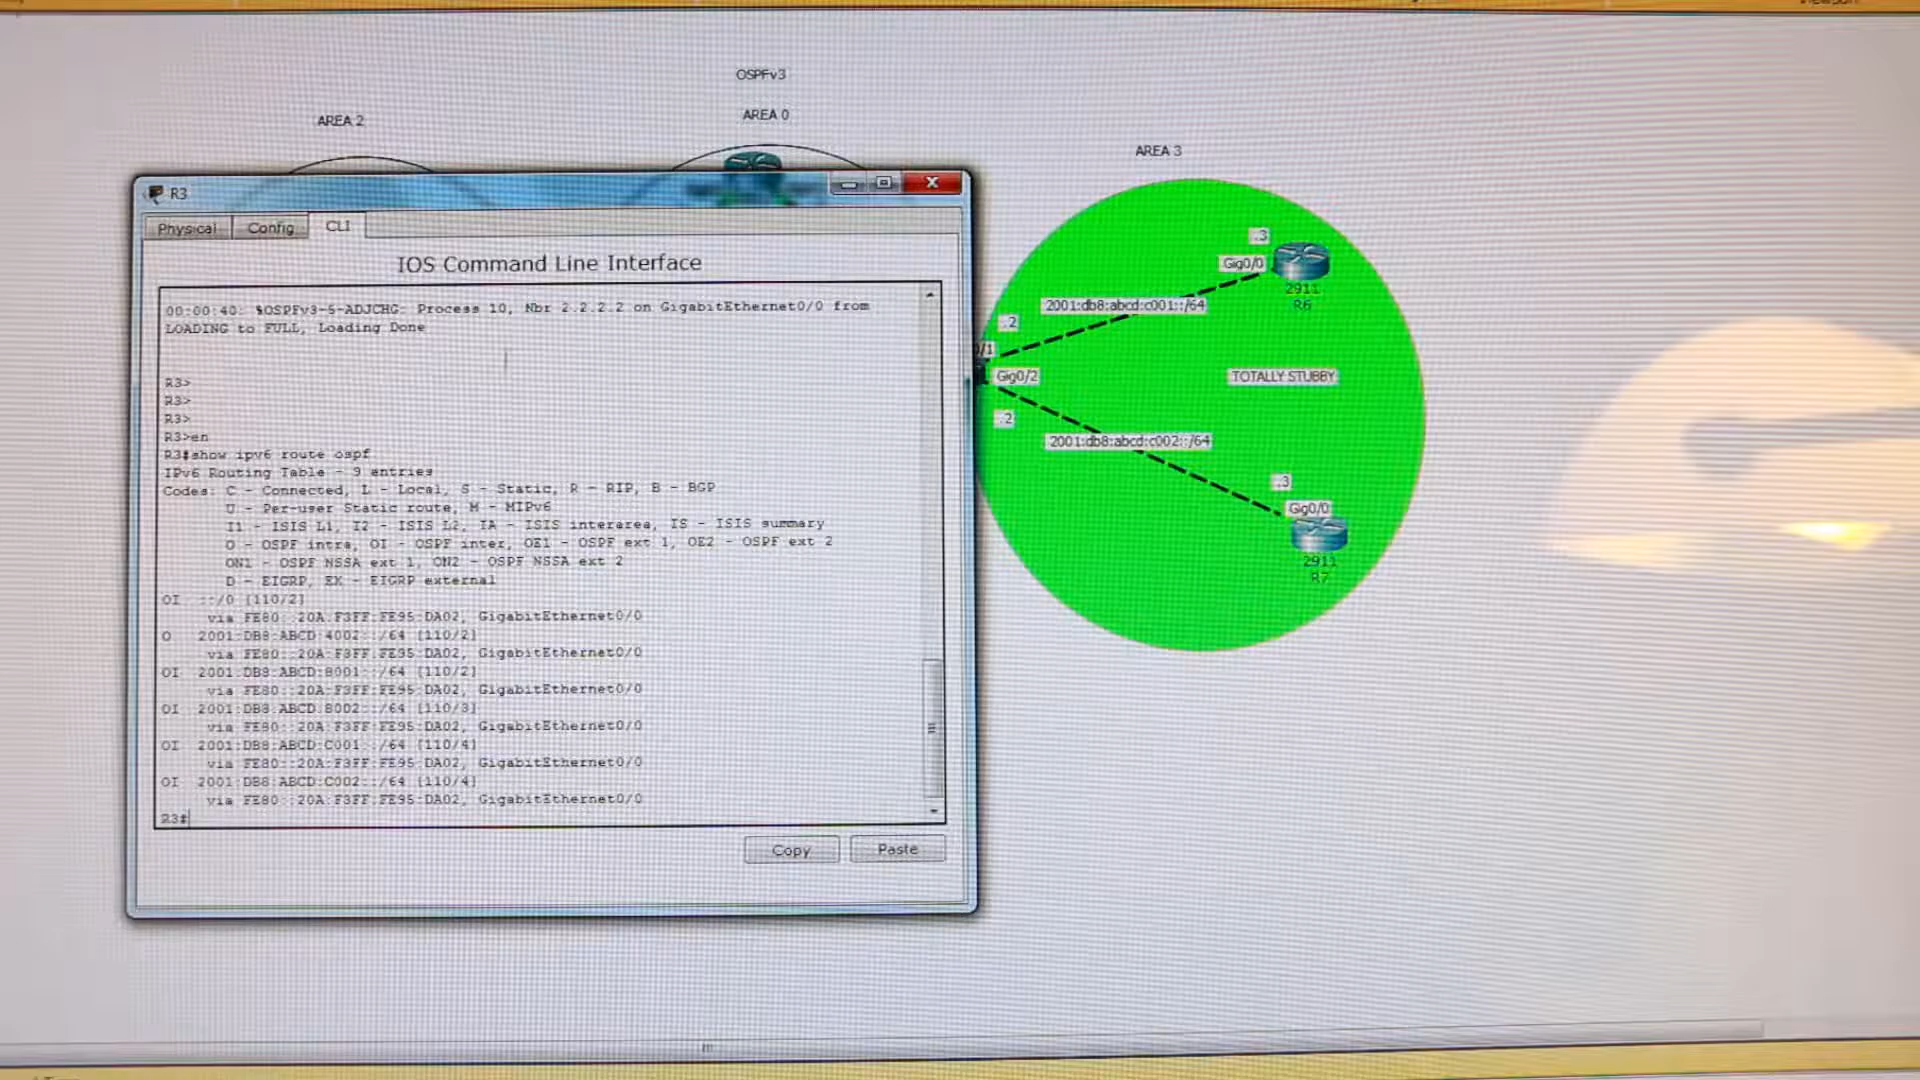 OSPFv3
AREA 0
AREA 2
AREA 3
R3
Physical
Config
CLI
IOS Command Line Interface
00:00:40: %OSPFv3-5-ADJCHG: Process 10, Nbr 2.2.2.2 on GigabitEthernet0/0 from
LOADING to FULL, Loading Done
R3>
R3>
R3>
R3>en
R3#show ipv6 route ospf
IPv6 Routing Table - 9 entries
Codes: C - Connected, L - Local, S - Static, R - RIP, B - BGP
U - Per-user Static route, M - MIPv6
I1 - ISIS L1, I2 - ISIS L2, IA - ISIS interarea, IS - ISIS summary
O - OSPF intra, OI - OSPF inter, OE1 - OSPF ext 1, OE2 - OSPF ext 2
ON1 - OSPF NSSA ext 1, ON2 - OSPF NSSA ext 2
D - EIGRP, EX - EIGRP external
OI ::/0 [110/2]
via FE80::20A:F3FF:FE95:DA02, GigabitEthernet0/0
O 2001:DB8:ABCD:4002::/64 [110/2]
via FE80::20A:F3FF:FE95:DA02, GigabitEthernet0/0
OI 2001:DB8:ABCD:8001::/64 [110/2]
via FE80::20A:F3FF:FE95:DA02, GigabitEthernet0/0
OI 2001:DB8:ABCD:8002::/64 [110/3]
via FE80::20A:F3FF:FE95:DA02, GigabitEthernet0/0
OI 2001:DB8:ABCD:C001::/64 [110/4]
via FE80::20A:F3FF:FE95:DA02, GigabitEthernet0/0
OI 2001:DB8:ABCD:C002::/64 [110/4]
via FE80::20A:F3FF:FE95:DA02, GigabitEthernet0/0
R3#
Copy
Paste
:.3
Gig0/0
2911
R6
2001:db8:abcd:c001::/64
:.2
/1
Gig0/2
TOTALLY STUBBY
:.2
2001:db8:abcd:c002::/64
:.3
Gig0/0
2911
R7